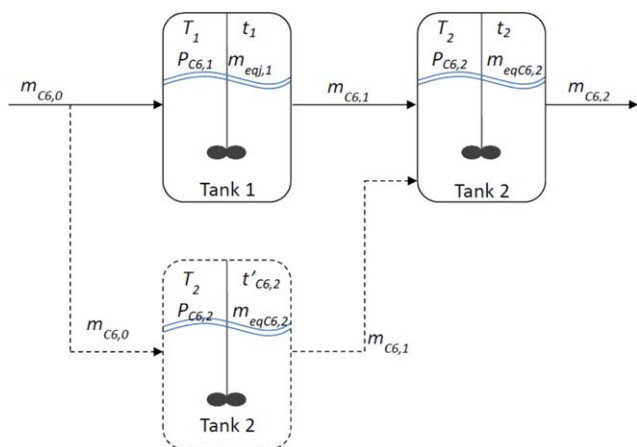 T1 t1 T2 t2
PC6,1 meqj,1 PC6,2 meqC6,2
mC6,0 mC6,1 mC6,2
Tank 1 Tank 2
T2 t'C6,2
PC6,2 meqC6,2
mC6,0 mC6,1
Tank 2